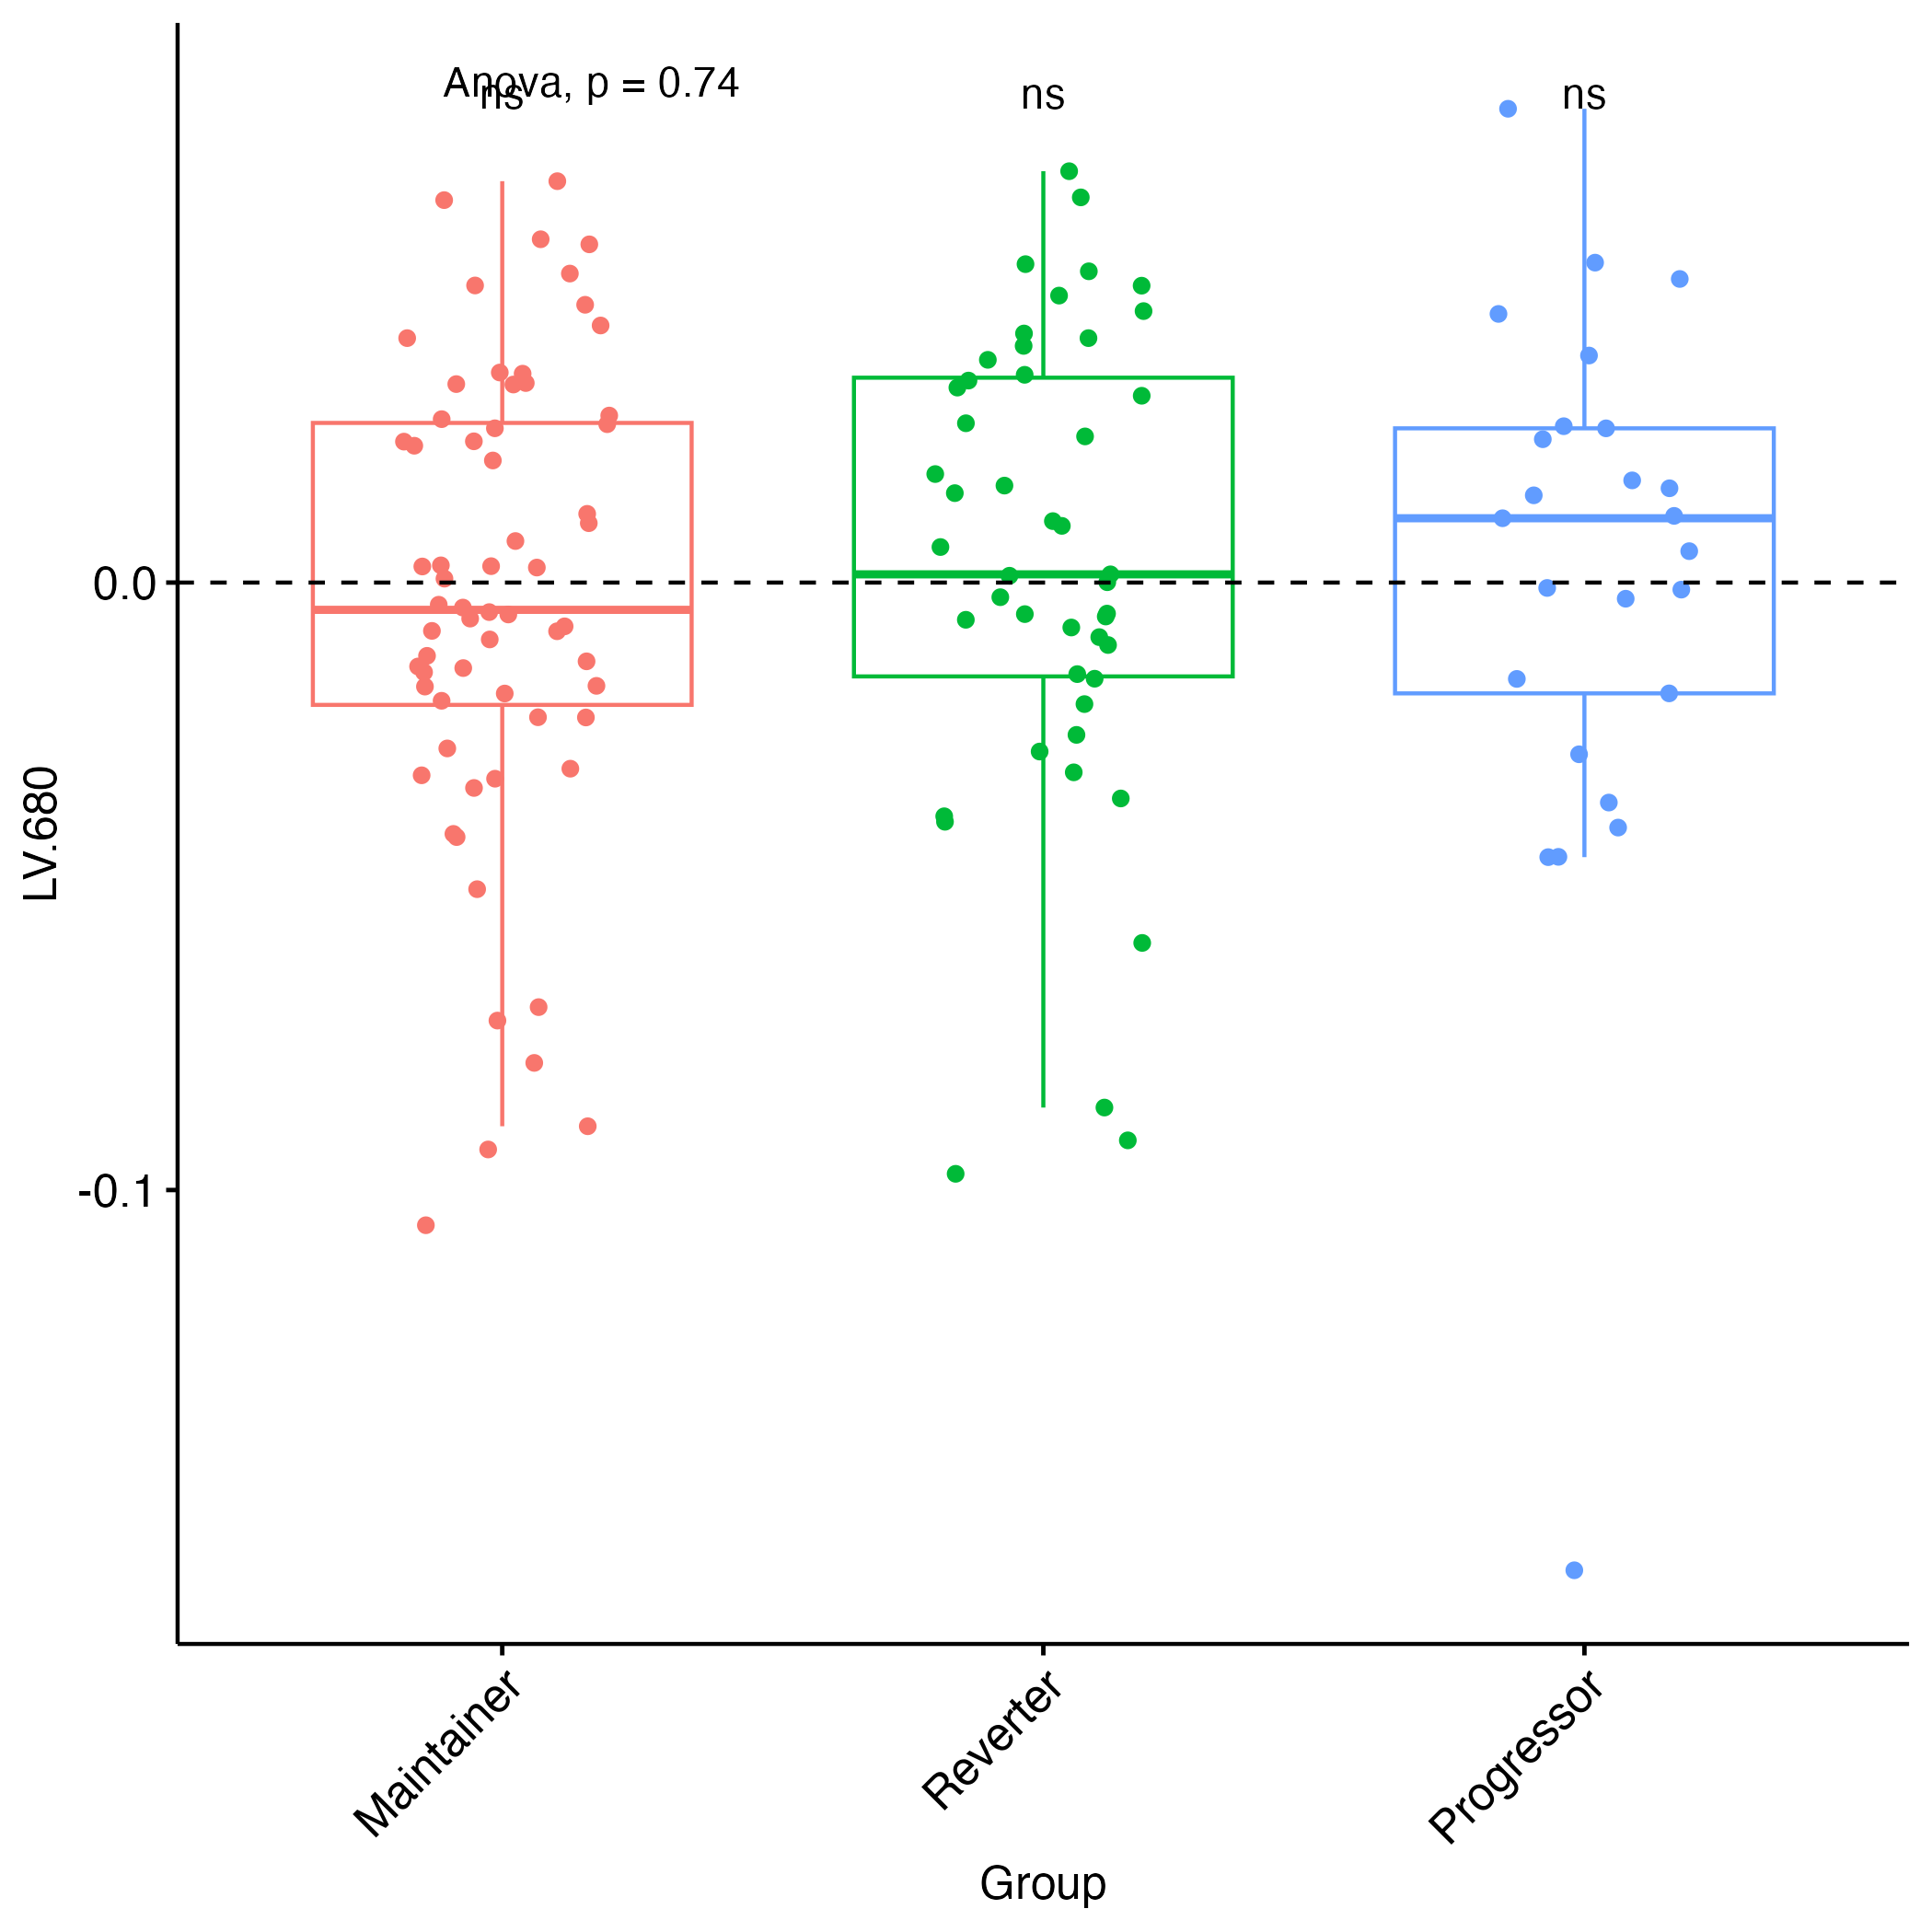 Anova, p = 0.74
ns
ns
ns
0.0
-0.1
LV.680
Maintainer
Reverter
Progressor
Group